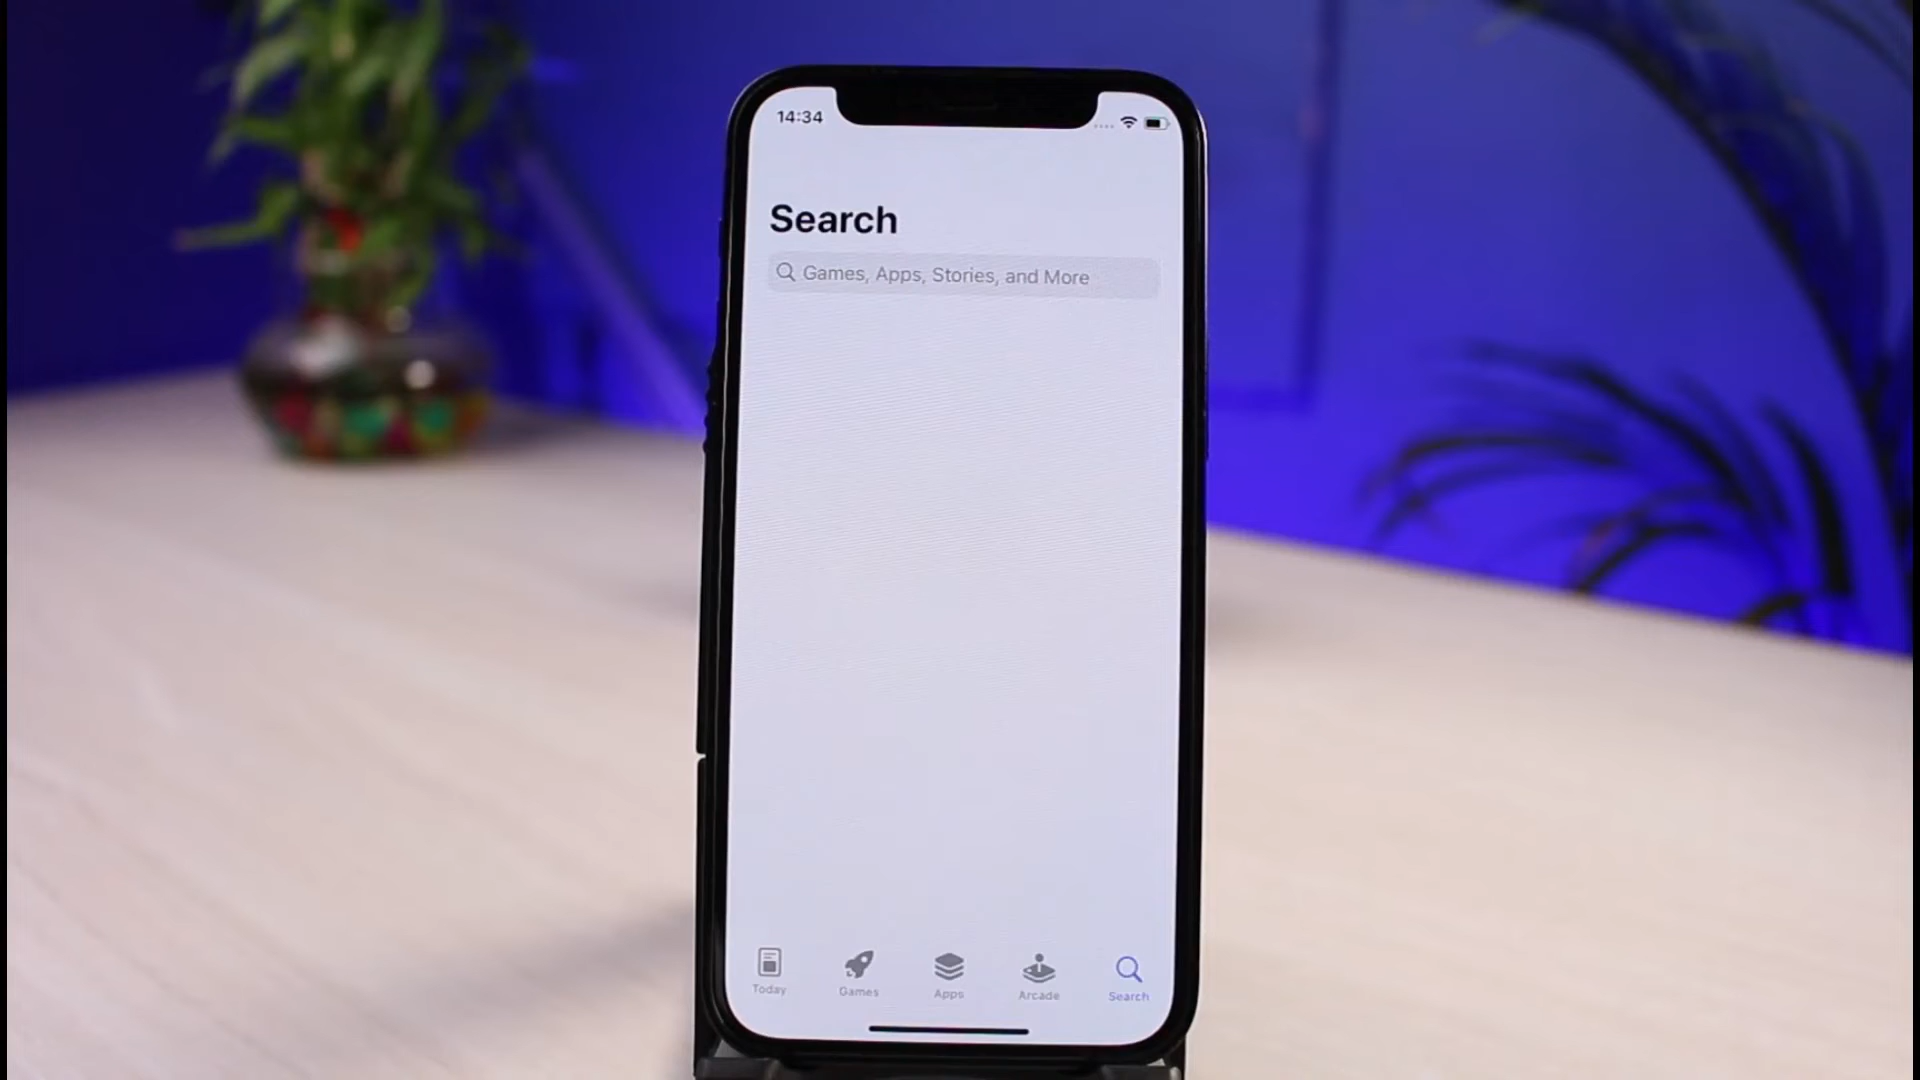 14:34
Search
Games, Apps, Stories, and More
Today
Games
Apps
Arcade
Search